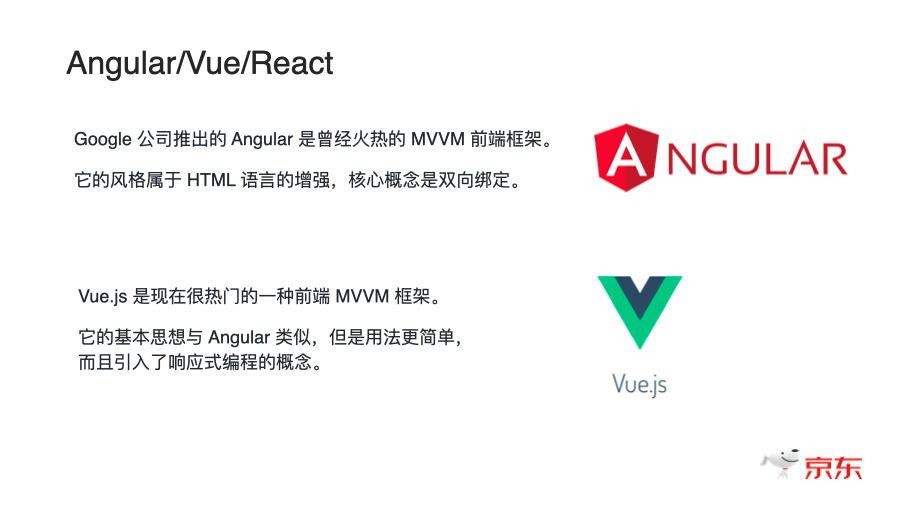 Angular/Vue/React
Google 公司推出的 Angular 是曾经火热的 MVVM 前端框架。
它的风格属于 HTML 语言的增强，核心概念是双向绑定。
ANGULAR
Vue.js 是现在很热门的一种前端 MVVM 框架。
它的基本思想与 Angular 类似，但是用法更简单，
而且引入了响应式编程的概念。
Vue.js
京东